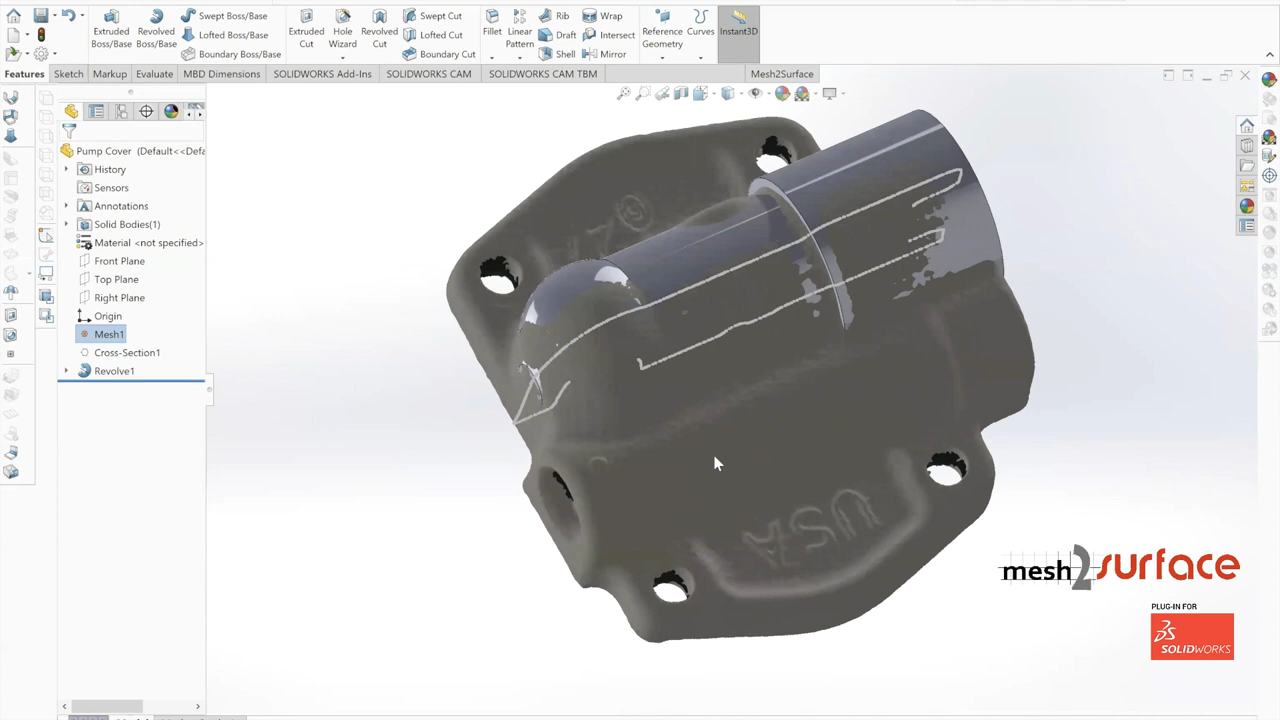 Extruded Boss/Base
Revolved Boss/Base
Swept Boss/Base
Lofted Boss/Base
Boundary Boss/Base
Extruded Cut
Hole Wizard
Revolved Cut
Swept Cut
Lofted Cut
Boundary Cut
Fillet
Linear Pattern
Rib
Draft
Shell
Wrap
Intersect
Mirror
Reference Geometry
Curves
Instant3D
Features Sketch Markup Evaluate MBD Dimensions SOLIDWORKS Add-Ins SOLIDWORKS CAM SOLIDWORKS CAM TBM Mesh2Surface
Pump Cover (Default<<Defa
History
Sensors
Annotations
Solid Bodies(1)
Material <not specified>
Front Plane
Top Plane
Right Plane
Origin
Mesh1
Cross-Section1
Revolve1
USA
mesh2surface
PLUG-IN FOR
SOLIDWORKS